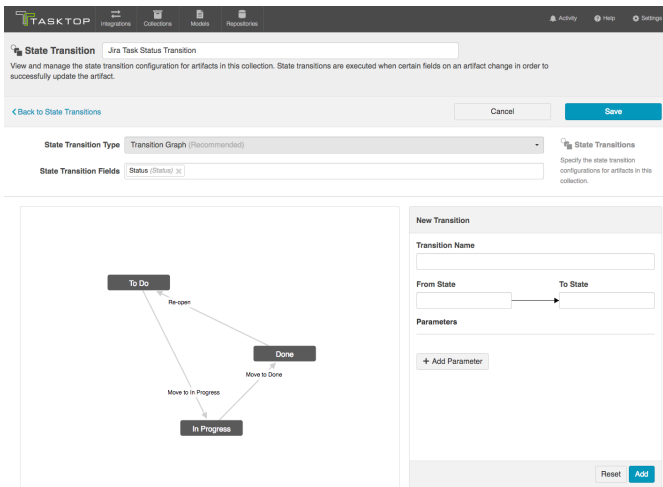 TASKTOP
Integrations
Collections
Models
Repositories
Activity
Help
Settings
State Transition
Jira Task Status Transition
View and manage the state transition configuration for artifacts in this collection. State transitions are executed when certain fields on an artifact change in order to
successfully update the artifact.
Back to State Transitions
Cancel
Save
State Transition Type
Transition Graph (Recommended)
State Transition Fields
Status (Status)
State Transitions
Specify the state transition
configurations for artifacts in this
collection.
To Do
Re-open
Done
Move to Done
Move to In Progress
In Progress
New Transition
Transition Name
From State
To State
Parameters
+ Add Parameter
Reset
Add